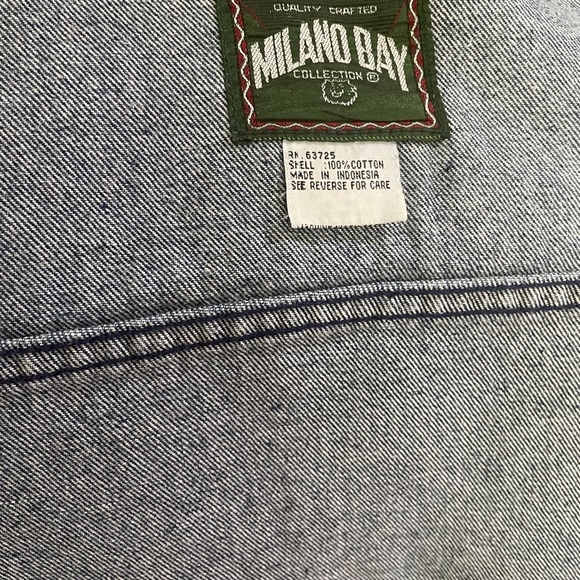 QUALITY CRAFTED
MILANO BAY
COLLECTION ®
RN. 63725
SHELL :100%COTTON
MADE IN INDONESIA
SEE REVERSE FOR CARE